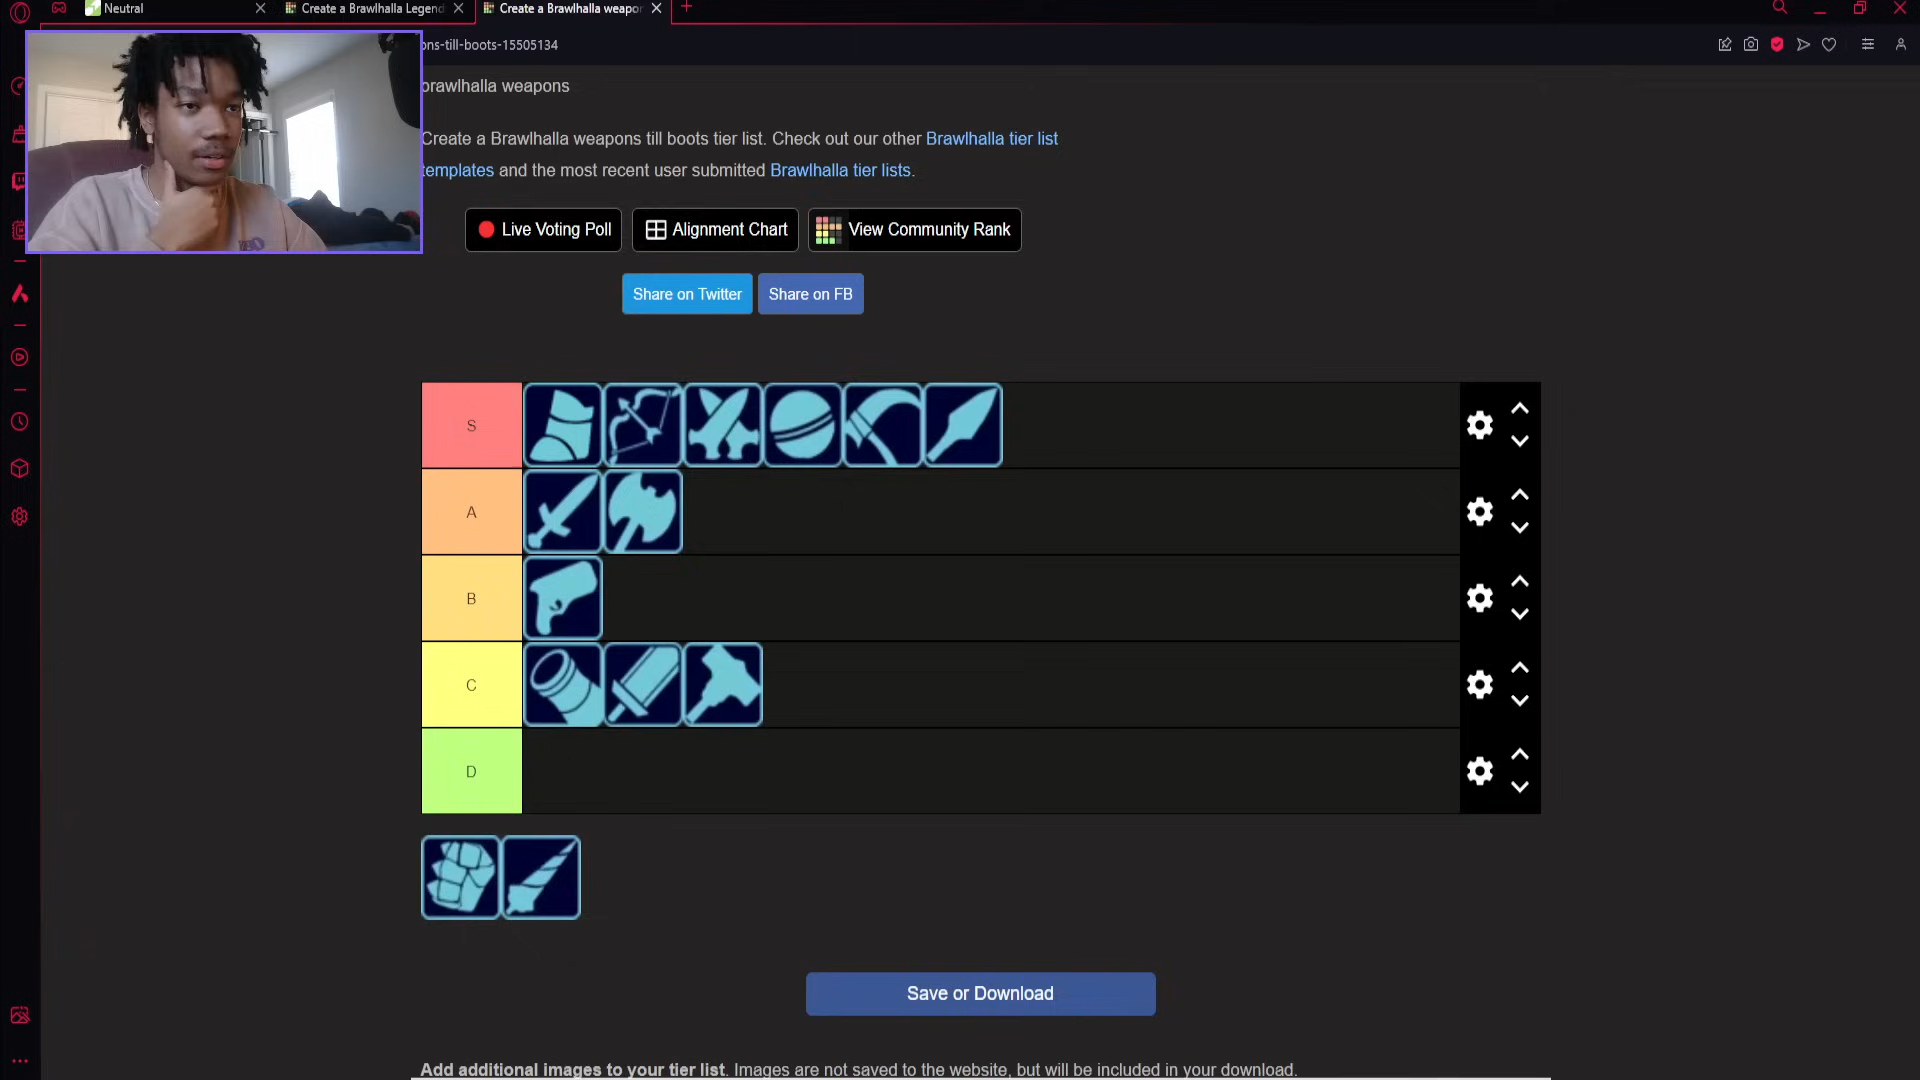 Neutral
Create a Brawlhalla Legend
Create a Brawlhalla weapon
ons-till-boots-15505134
brawlhalla weapons
Create a Brawlhalla weapons till boots tier list. Check out our other Brawlhalla tier list
templates and the most recent user submitted Brawlhalla tier lists.
Live Voting Poll
Alignment Chart
View Community Rank
Share on Twitter
Share on FB
S
A
B
C
D
Save or Download
Add additional images to your tier list. Images are not saved to the website, but will be included in your download.